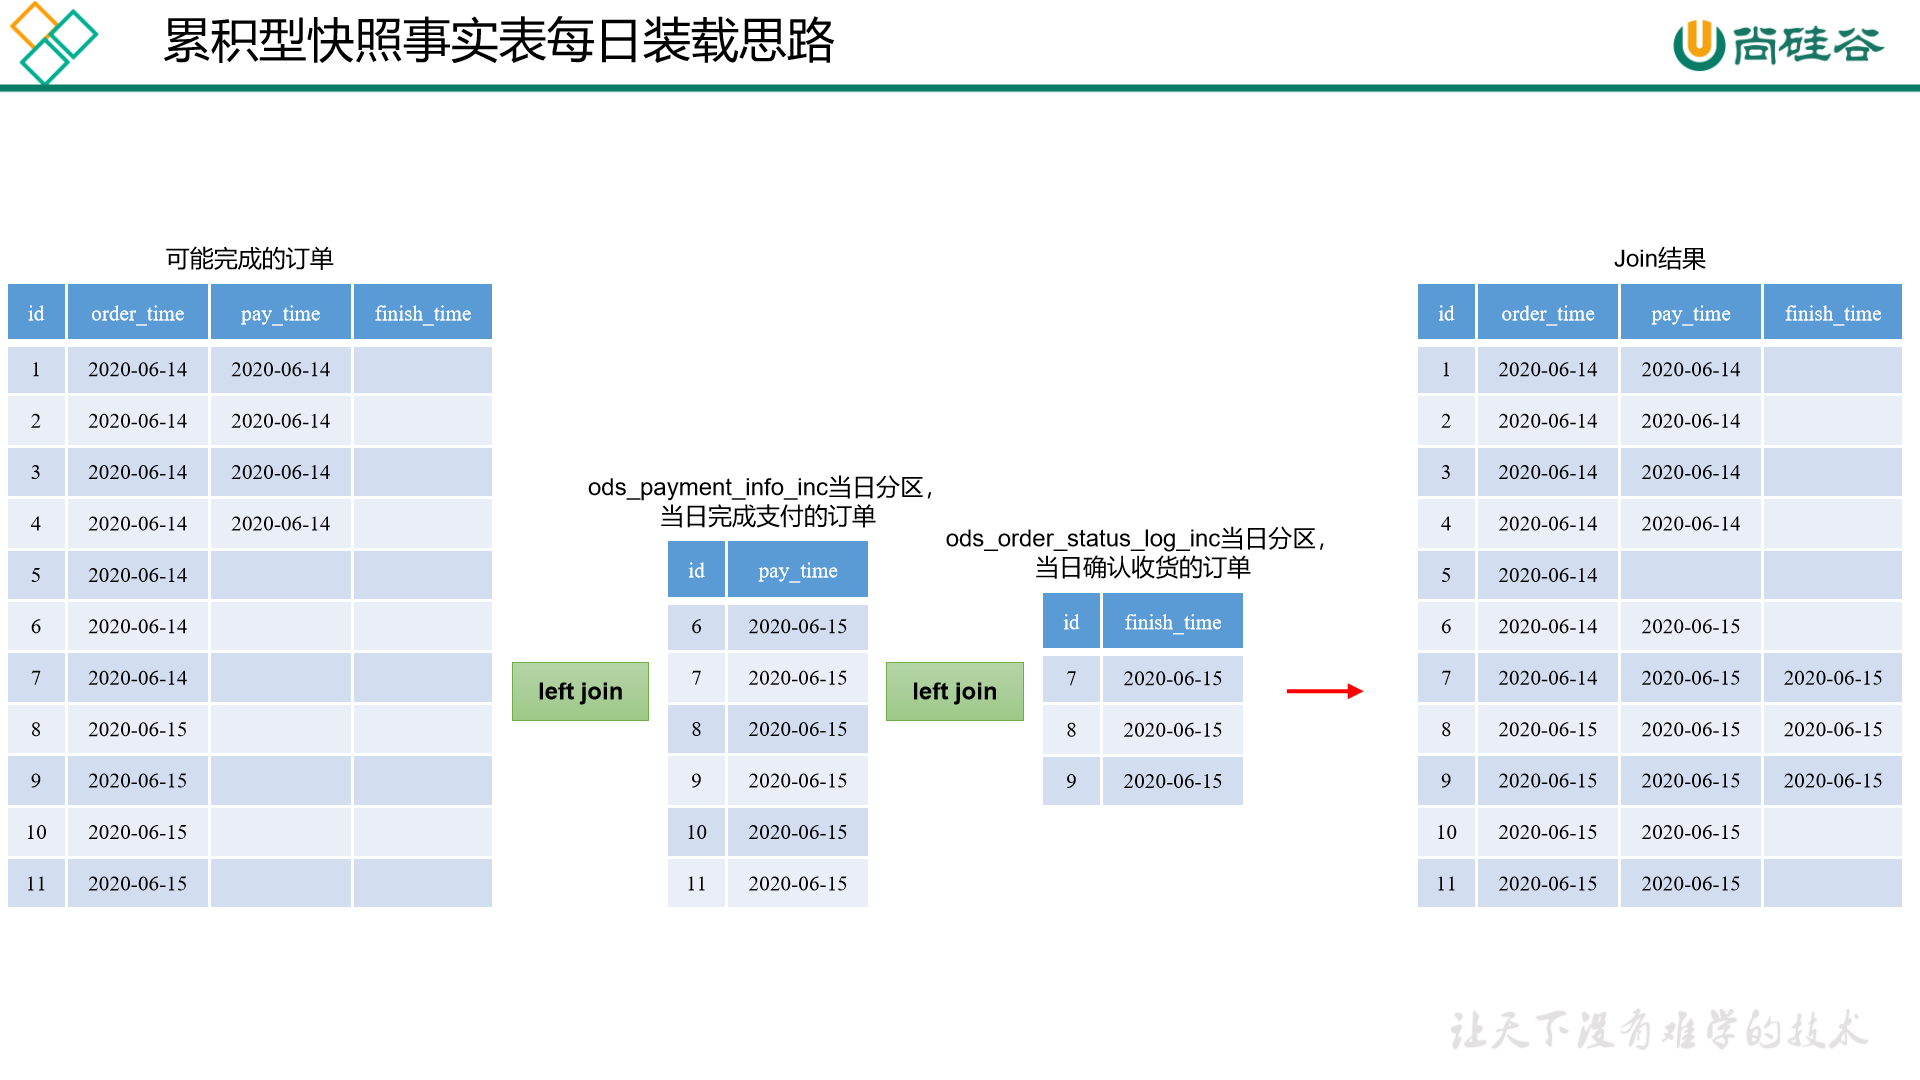 累积型快照事实表每日装载思路
尚硅谷
可能完成的订单
id order_time pay_time finish_time
1 2020-06-14 2020-06-14
2 2020-06-14 2020-06-14
3 2020-06-14 2020-06-14
4 2020-06-14 2020-06-14
5 2020-06-14
6 2020-06-14
7 2020-06-14
8 2020-06-15
9 2020-06-15
10 2020-06-15
11 2020-06-15
left join
ods_payment_info_inc当日分区，
当日完成支付的订单
id pay_time
6 2020-06-15
7 2020-06-15
8 2020-06-15
9 2020-06-15
10 2020-06-15
11 2020-06-15
left join
ods_order_status_log_inc当日分区，
当日确认收货的订单
id finish_time
7 2020-06-15
8 2020-06-15
9 2020-06-15
Join结果
id order_time pay_time finish_time
1 2020-06-14 2020-06-14
2 2020-06-14 2020-06-14
3 2020-06-14 2020-06-14
4 2020-06-14 2020-06-14
5 2020-06-14
6 2020-06-14 2020-06-15
7 2020-06-14 2020-06-15 2020-06-15
8 2020-06-15 2020-06-15 2020-06-15
9 2020-06-15 2020-06-15 2020-06-15
10 2020-06-15 2020-06-15
11 2020-06-15 2020-06-15
让天下没有难学的技术